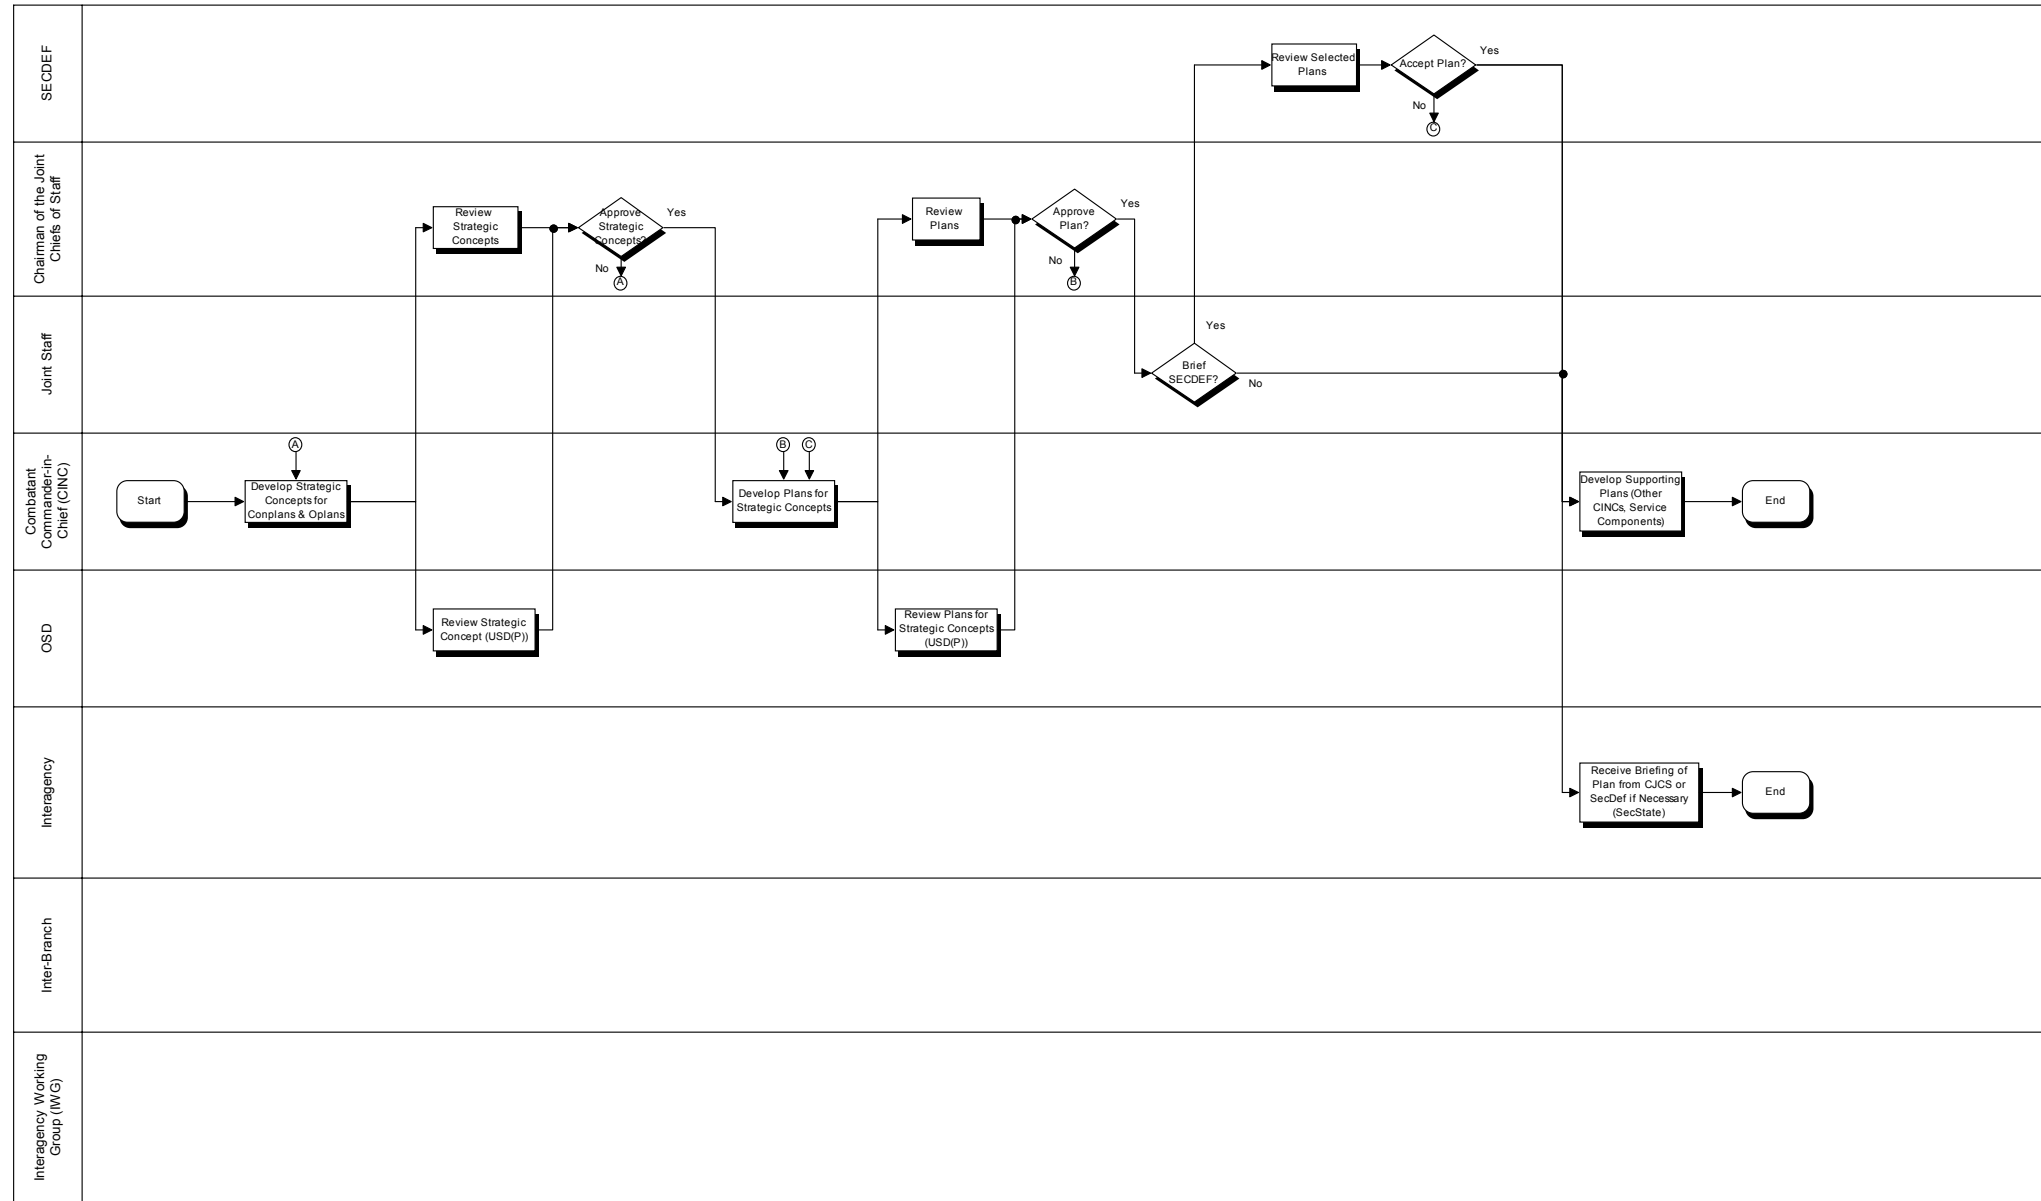 SECDEF
Review Selected
Plans
Accept Plan?
Yes
No
C
Chairman of the Joint
Chiefs of Staff
Review
Strategic
Concepts
Approve
Strategic
Concepts?
Yes
No
A
Review
Plans
Approve
Plan?
Yes
No
B
Joint Staff
Brief
SECDEF?
Yes
No
Combatant
Commander-in-
Chief (CINC)
Start
A
Develop Strategic
Concepts for
Conplans & Oplans
B
C
Develop Plans for
Strategic Concepts
Develop Supporting
Plans (Other
CINCs, Service
Components)
End
OSD
Review Strategic
Concept (USD(P))
Review Plans for
Strategic Concepts
(USD(P))
Interagency
Receive Briefing of
Plan from CJCS or
SecDef if Necessary
(SecState)
End
Inter-Branch
Interagency Working
Group (IWG)